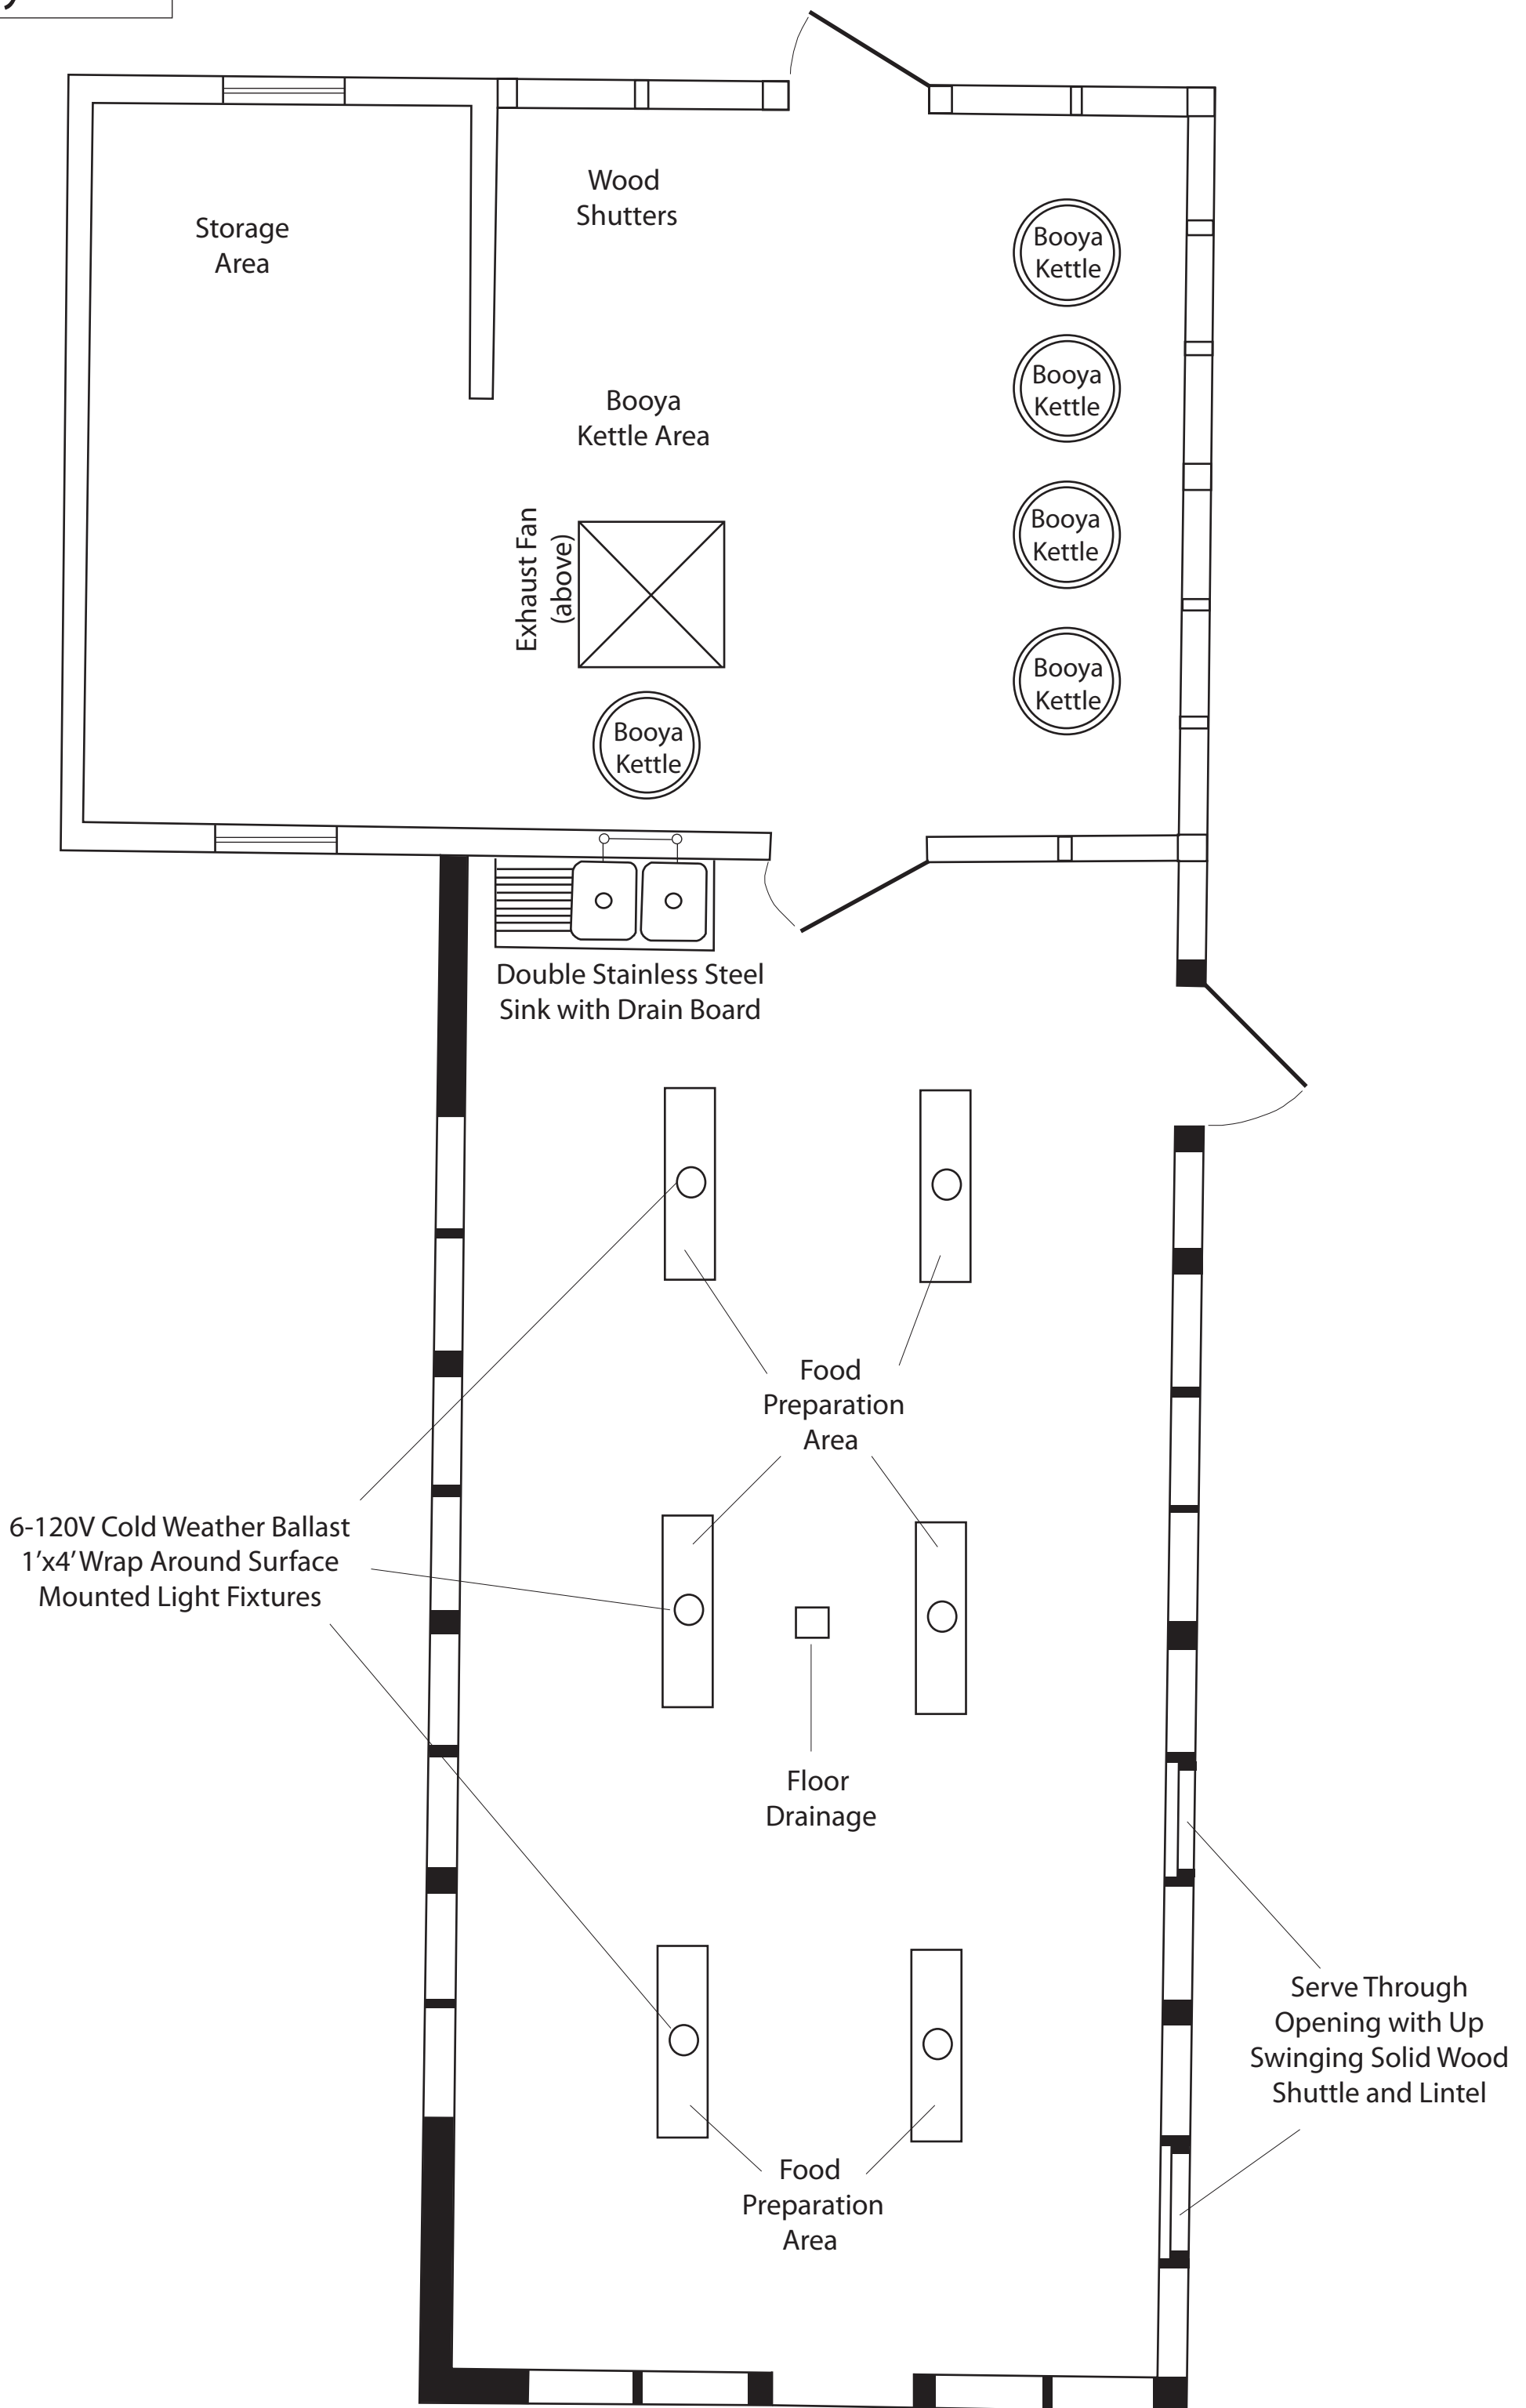 Wood
Shutters
Storage
Area
Booya
Kettle
Booya
Kettle
Booya
Kettle Area
Exhaust Fan
(above)
Booya
Kettle
Booya
Kettle
Booya
Kettle
Double Stainless Steel
Sink with Drain Board
Food
Preparation
Area
6-120V Cold Weather Ballast
1’x4’ Wrap Around Surface
Mounted Light Fixtures
Floor
Drainage
Serve Through
Opening with Up
Swinging Solid Wood
Shuttle and Lintel
Food
Preparation
Area